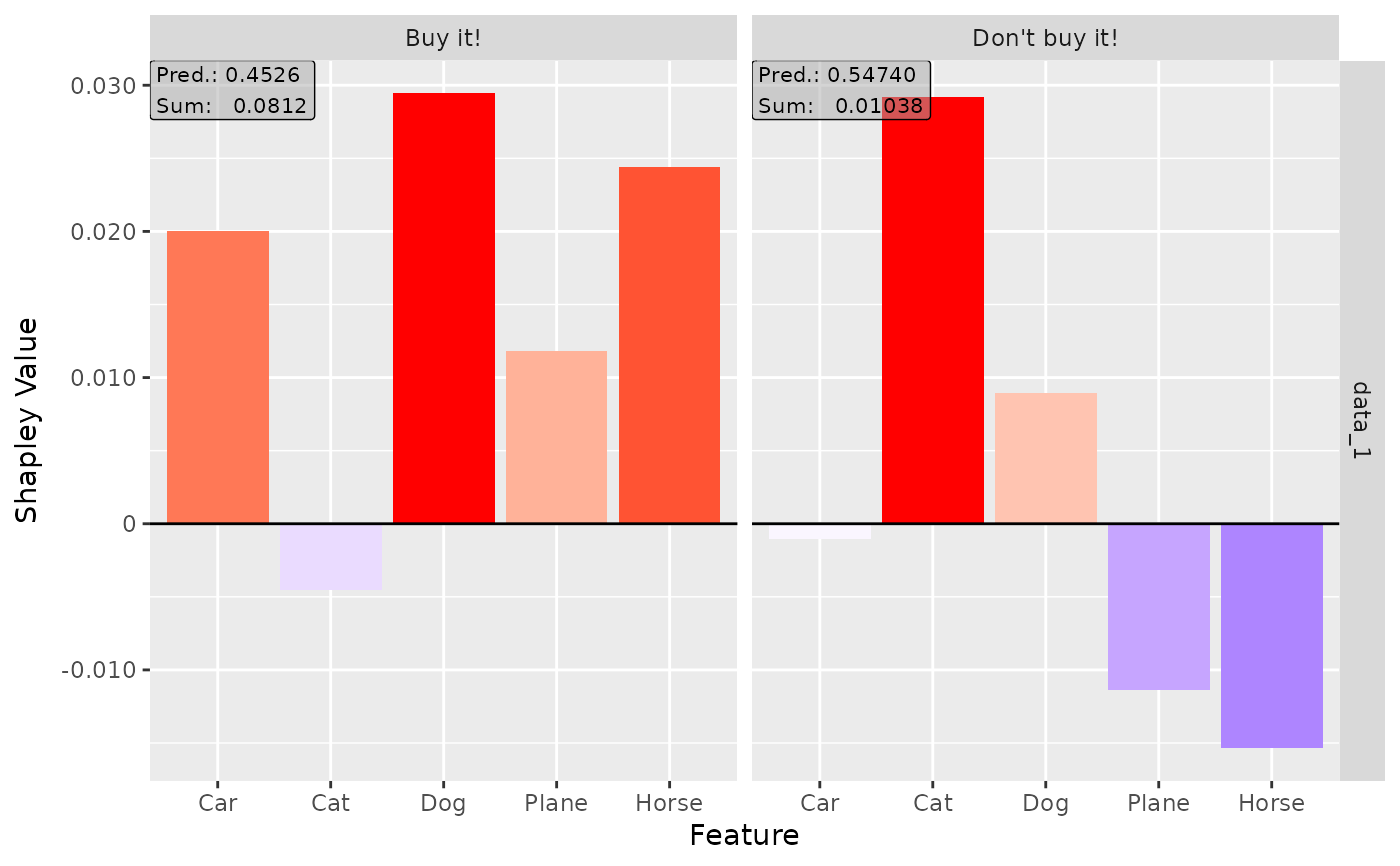 Buy it!
Don't buy it!
Pred.: 0.4526
Sum: 0.0812
Pred.: 0.54740
Sum: 0.01038
0.030
0.020
0.010
0
-0.010
Shapley Value
data_1
Car Cat Dog Plane Horse
Car Cat Dog Plane Horse
Feature